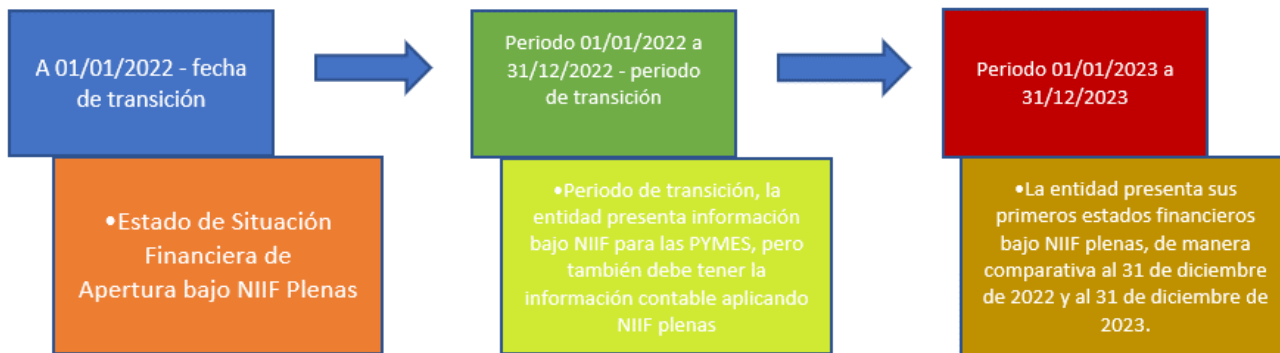 A 01/01/2022 - fecha
de transición
•Estado de Situación
Financiera de
Apertura bajo NIIF Plenas
Periodo 01/01/2022 a
31/12/2022 - periodo
de transición
•Periodo de transición, la
entidad presenta información
bajo NIIF para las PYMES, pero
también debe tener la
información contable aplicando
NIIF plenas
Periodo 01/01/2023 a
31/12/2023
•La entidad presenta sus
primeros estados financieros
bajo NIIF plenas, de manera
comparativa al 31 de diciembre
de 2022 y al 31 de diciembre de
2023.